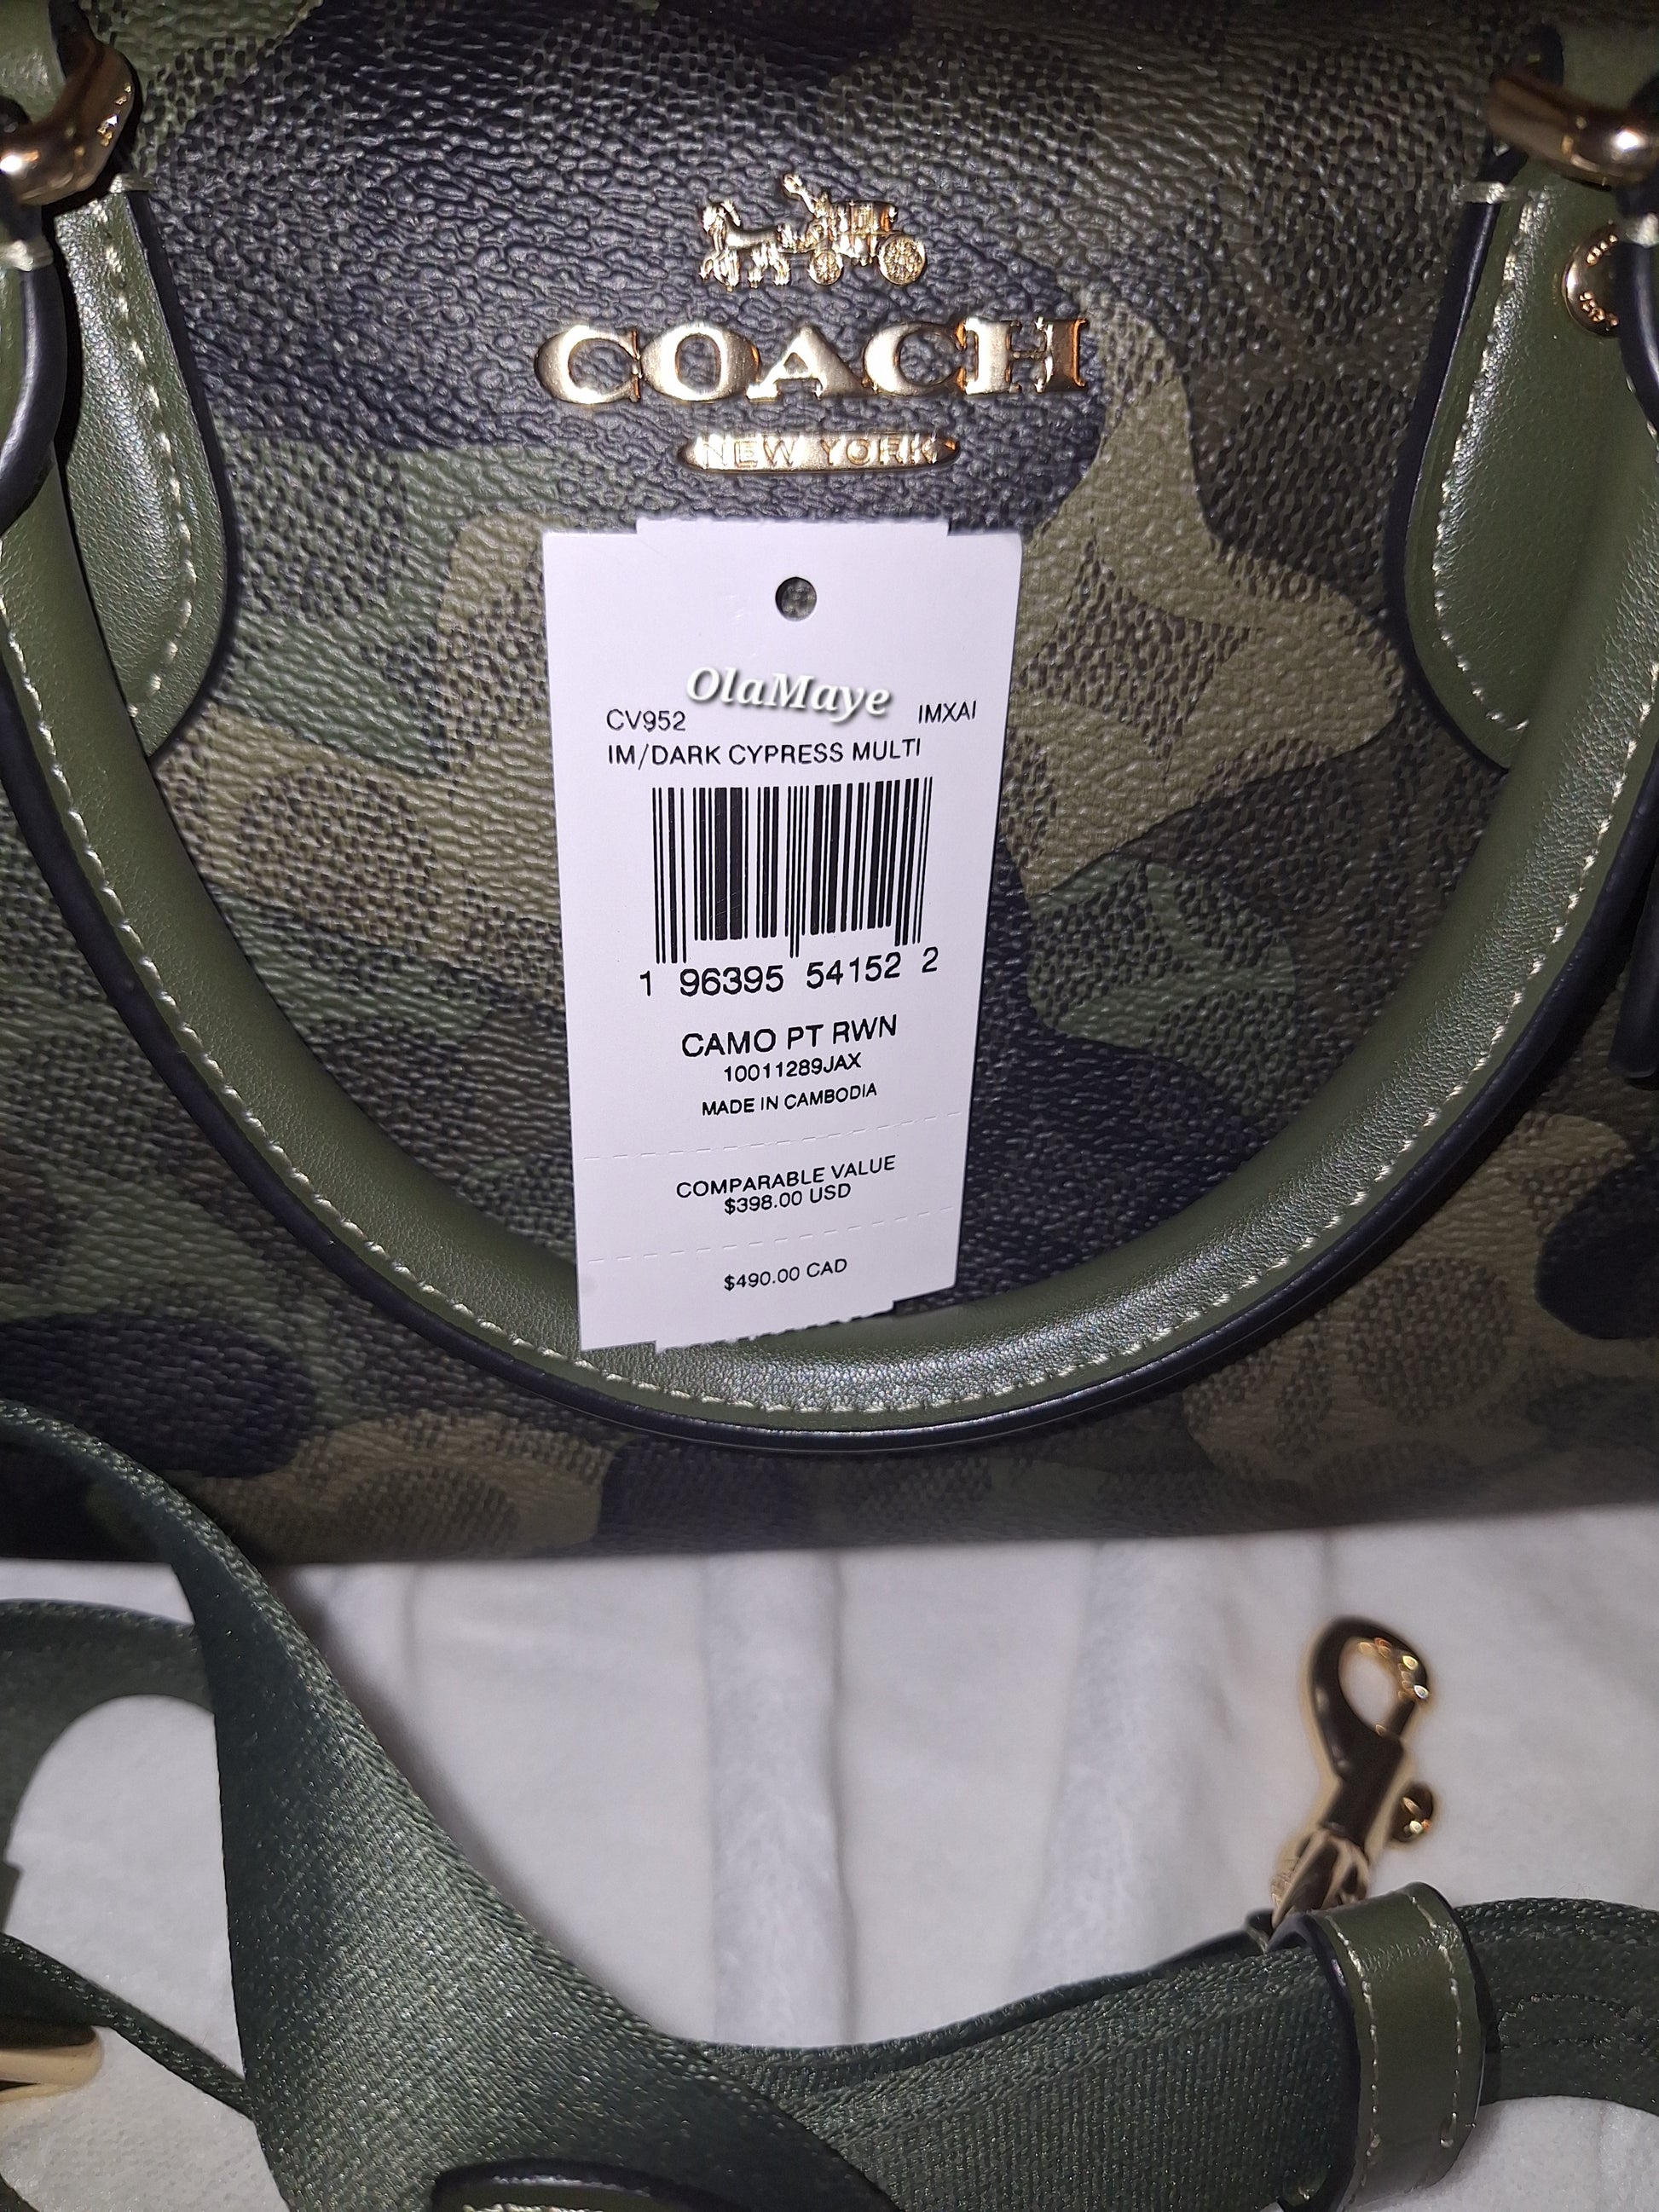 COACH
NEW YORK
OlaMaye
CV952 IMXAI
IM/DARK CYPRESS MULTI
1 96395 54152 2
CAMO PT RWN
10011289JAX
MADE IN CAMBODIA
COMPARABLE VALUE
$398.00 USD
$490.00 CAD